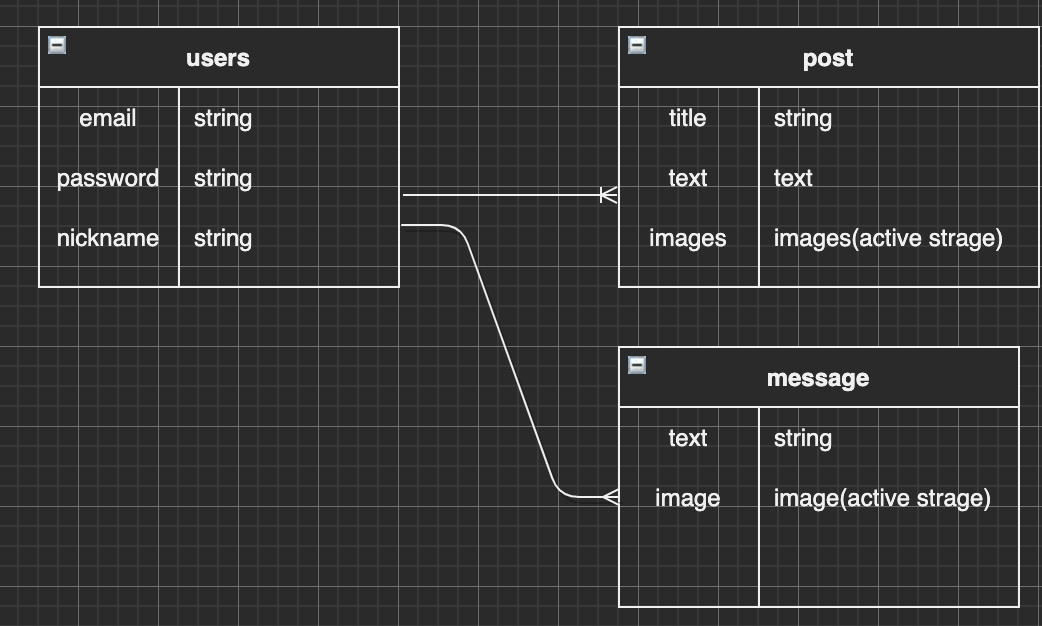 users
email string
password string
nickname string
post
title string
text text
images images(active strage)
message
text string
image image(active strage)